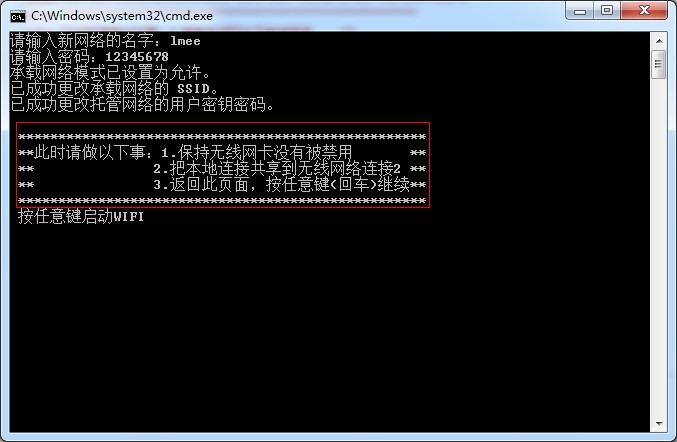 C:\Windows\system32\cmd.exe
请输入新网络的名字：lmee
请输入密码：12345678
承载网络模式已设置为允许。
已成功更改承载网络的 SSID。
已成功更改托管网络的用户密钥密码。
**************************************************
**此时请做以下事：1.保持无线网卡没有被禁用       **
**               2.把本地连接共享到无线网络连接2 **
**               3.返回此页面，按任意键(回车)继续**
**************************************************
按任意键启动WIFI